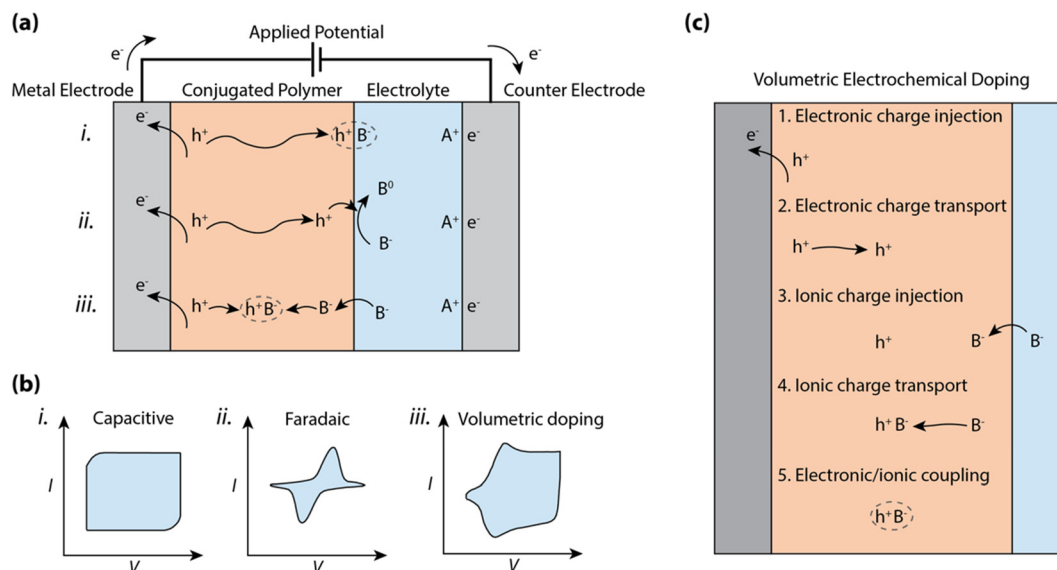 (a)
Applied Potential
e⁻
e⁻
Metal Electrode Conjugated Polymer Electrolyte Counter Electrode
i. e⁻ h⁺ h⁺ B⁻ A⁺ e⁻
B⁰
ii. e⁻ h⁺ h⁺ B⁻ A⁺ e⁻
iii. e⁻ h⁺ h⁺B⁻ B⁻ B⁻ A⁺ e⁻
(b)
i. Capacitive
I
V
ii. Faradaic
I
V
iii. Volumetric doping
I
V
(c)
Volumetric Electrochemical Doping
1. Electronic charge injection
e⁻
h⁺
2. Electronic charge transport
h⁺ h⁺
3. Ionic charge injection
h⁺ B⁻ B⁻
4. Ionic charge transport
h⁺ B⁻ B⁻
5. Electronic/ionic coupling
h⁺B⁻